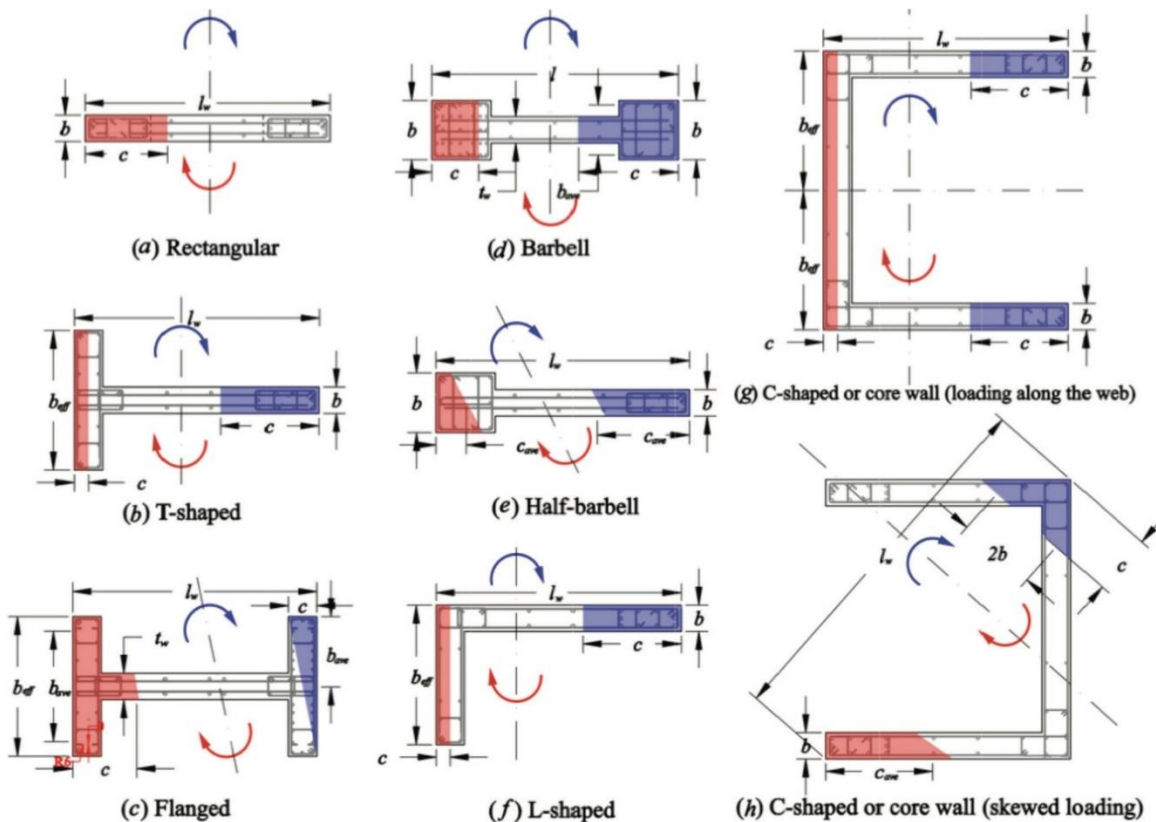 l_w
b
c
(a) Rectangular
l
b
b
c
t_w
b_ave
c
(d) Barbell
l_w
b_eff
b_eff
b
c
b
c
c
(g) C-shaped or core wall (loading along the web)
l_w
b_eff
b
c
c
(b) T-shaped
l_w
b
b
c_ave
c_ave
(e) Half-barbell
l_w
c
t_w
b_eff
b_ave
b_ave
R6
c
(c) Flanged
l_w
b
c
b_eff
c
(f) L-shaped
l_w
2b
c
b
c_ave
(h) C-shaped or core wall (skewed loading)